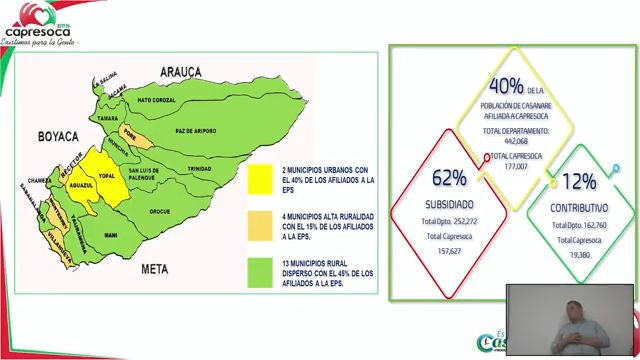 EPS
capresoca
Existimos para la Gente
ARAUCA
LA SALINA
SACAMA
HATO COROZAL
TAMARA
PORE
PAZ DE ARIPORO
BOYACA
NUNCHIA
RECETOR
TRINIDAD
SAN LUIS DE
PALENQUE
CHAMEZA
YOPAL
AGUAZUL
SABANALARGA
MONTERREY
TAURAMENA
OROCUE
VILLANUEVA
MANI
META
2 MUNICIPIOS URBANOS CON
EL 40% DE LOS AFILIADOS A LA
EPS
4 MUNICIPIOS ALTA RURALIDAD
CON EL 15% DE LOS AFILIADOS
A LA EPS.
13 MUNICIPIOS RURAL
DISPERSO CON EL 45% DE LOS
AFILIADOS A LA EPS.
40% DE LA
POBLACIÓN DE CASANARE
AFILIADA A CAPRESOCA
TOTAL DEPARTAMENTO:
442,068
TOTAL CAPRESOCA
177,007
62%
SUBSIDIADO
Total Dpto. 252,272
Total Capresoca
157,627
12%
CONTRIBUTIVO
Total Dpto. 162,760
Total Capresoca
19,380